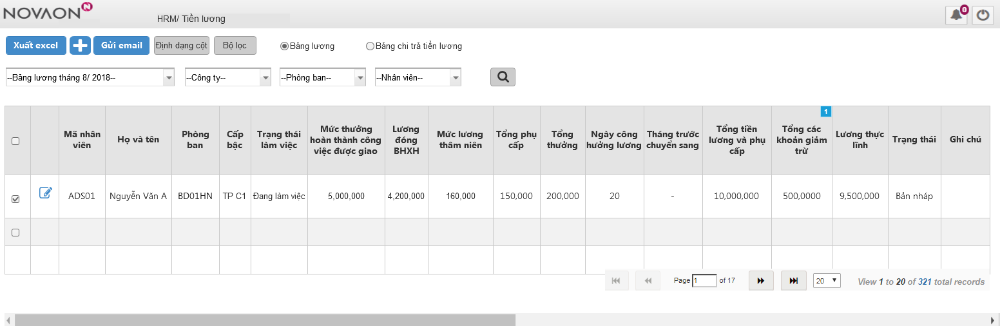 NOVAON N
HRM/ Tiền lương
0
Xuất excel
Gửi email
Định dạng cột
Bộ lọc
Bảng lương
Bảng chi trả tiền lương
--Bảng lương tháng 8/ 2018--
--Công ty--
--Phòng ban--
--Nhân viên--
1
Mã nhân
viên
Họ và tên
Phòng
ban
Cấp
bậc
Trạng thái
làm việc
Mức thưởng
hoàn thành công
việc được giao
Lương
đóng
BHXH
Mức lương
thâm niên
Tổng phụ
cấp
Tổng
thưởng
Ngày công
hưởng lương
Tháng trước
chuyển sang
Tổng tiền
lương và phụ
cấp
Tổng các
khoản giảm
trừ
Lương thực
lĩnh
Trạng thái
Ghi chú
ADS01
Nguyễn Văn A
BD01HN
TP C1
Đang làm việc
5,000,000
4,200,000
160,000
150,000
200,000
20
-
10,000,000
500,0000
9,500,000
Bản nháp
Page 1 of 17
20
View 1 to 20 of 321 total records